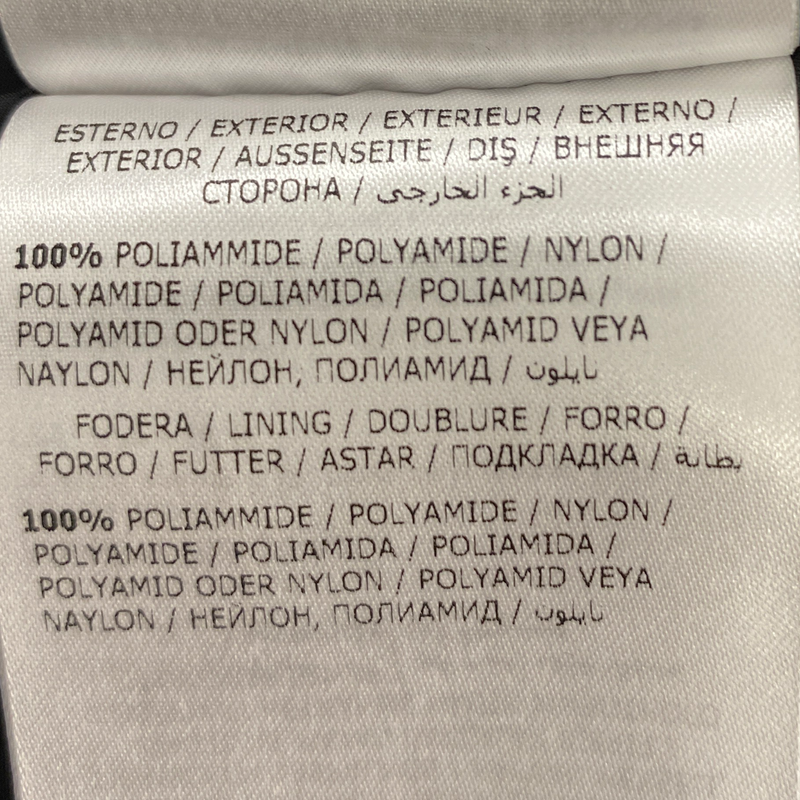 ESTERNO / EXTERIOR / EXTERIEUR / EXTERNO /
EXTERIOR / AUSSENSEITE / DIŞ / ВНЕШНЯЯ
СТОРОНА / الجزء الخارجى
100% POLIAMMIDE / POLYAMIDE / NYLON /
POLYAMIDE / POLIAMIDA / POLIAMIDA /
POLYAMID ODER NYLON / POLYAMID VEYA
NAYLON / НЕЙЛОН, ПОЛИАМИД / نايلون
FODERA / LINING / DOUBLURE / FORRO /
FORRO / FUTTER / ASTAR / ПОДКЛАДКА / بطانة
100% POLIAMMIDE / POLYAMIDE / NYLON /
POLYAMIDE / POLIAMIDA / POLIAMIDA /
POLYAMID ODER NYLON / POLYAMID VEYA
NAYLON / НЕЙЛОН, ПОЛИАМИД / نايلون